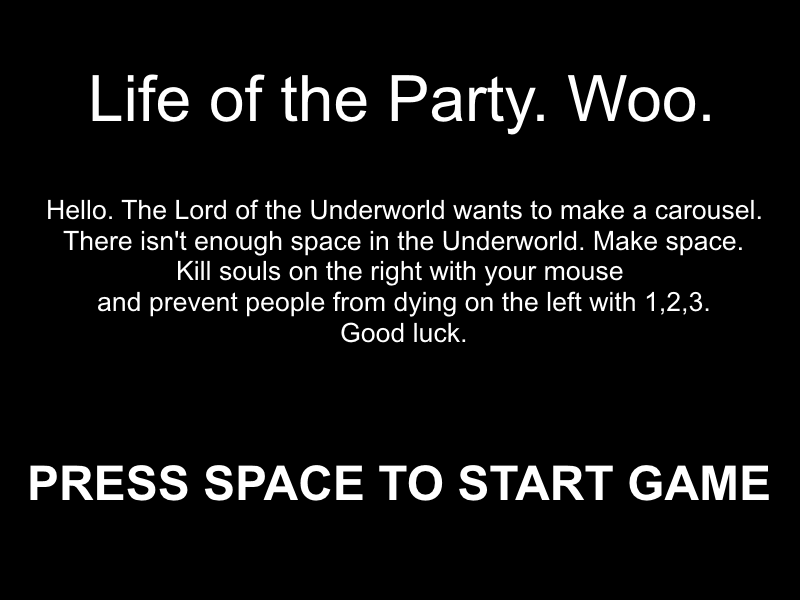 Life of the Party. Woo.
Hello. The Lord of the Underworld wants to make a carousel.
There isn't enough space in the Underworld. Make space.
Kill souls on the right with your mouse
and prevent people from dying on the left with 1,2,3.
Good luck.
PRESS SPACE TO START GAME